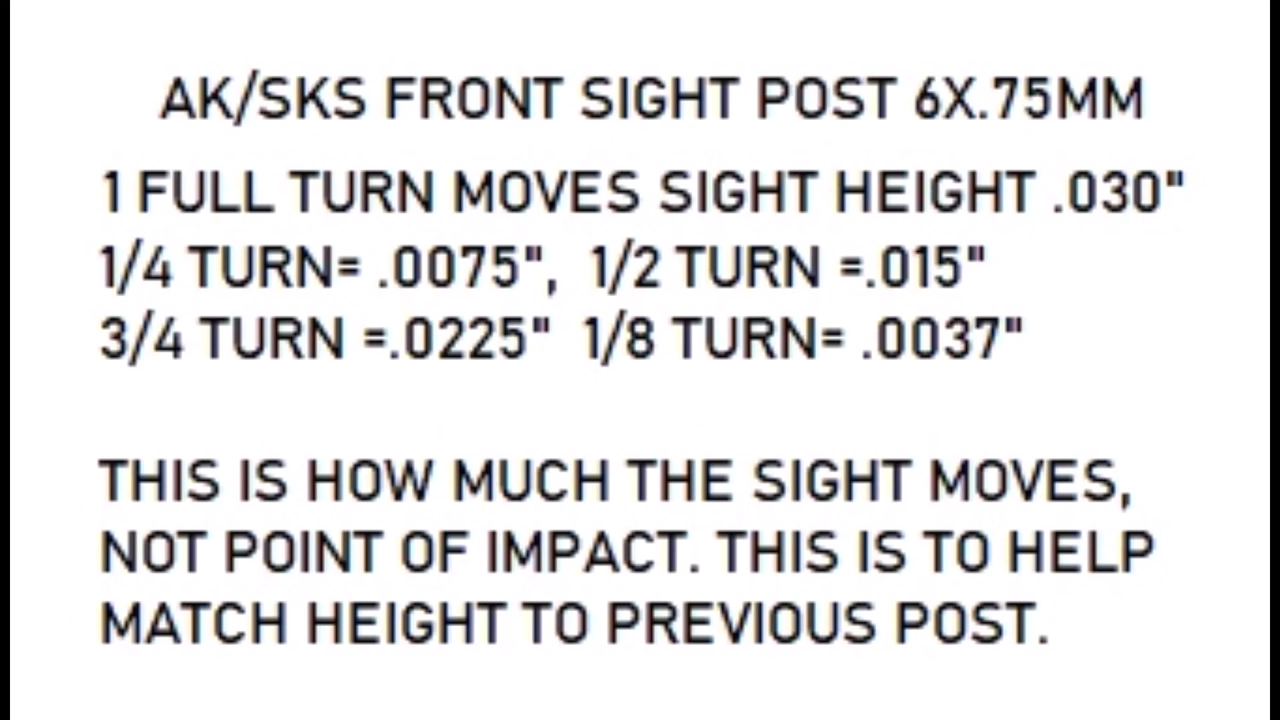 AK/SKS FRONT SIGHT POST 6X.75MM
1 FULL TURN MOVES SIGHT HEIGHT .030"
1/4 TURN= .0075", 1/2 TURN =.015"
3/4 TURN =.0225" 1/8 TURN= .0037"
THIS IS HOW MUCH THE SIGHT MOVES,
NOT POINT OF IMPACT. THIS IS TO HELP
MATCH HEIGHT TO PREVIOUS POST.